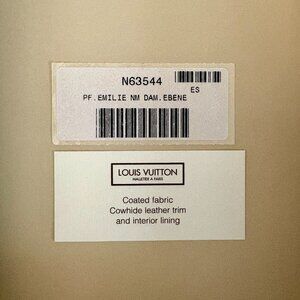 N63544
ES
PF.EMILIE NM DAM.EBENE
LOUIS VUITTON
MALLETIER A PARIS
Coated fabric
Cowhide leather trim
and interior lining